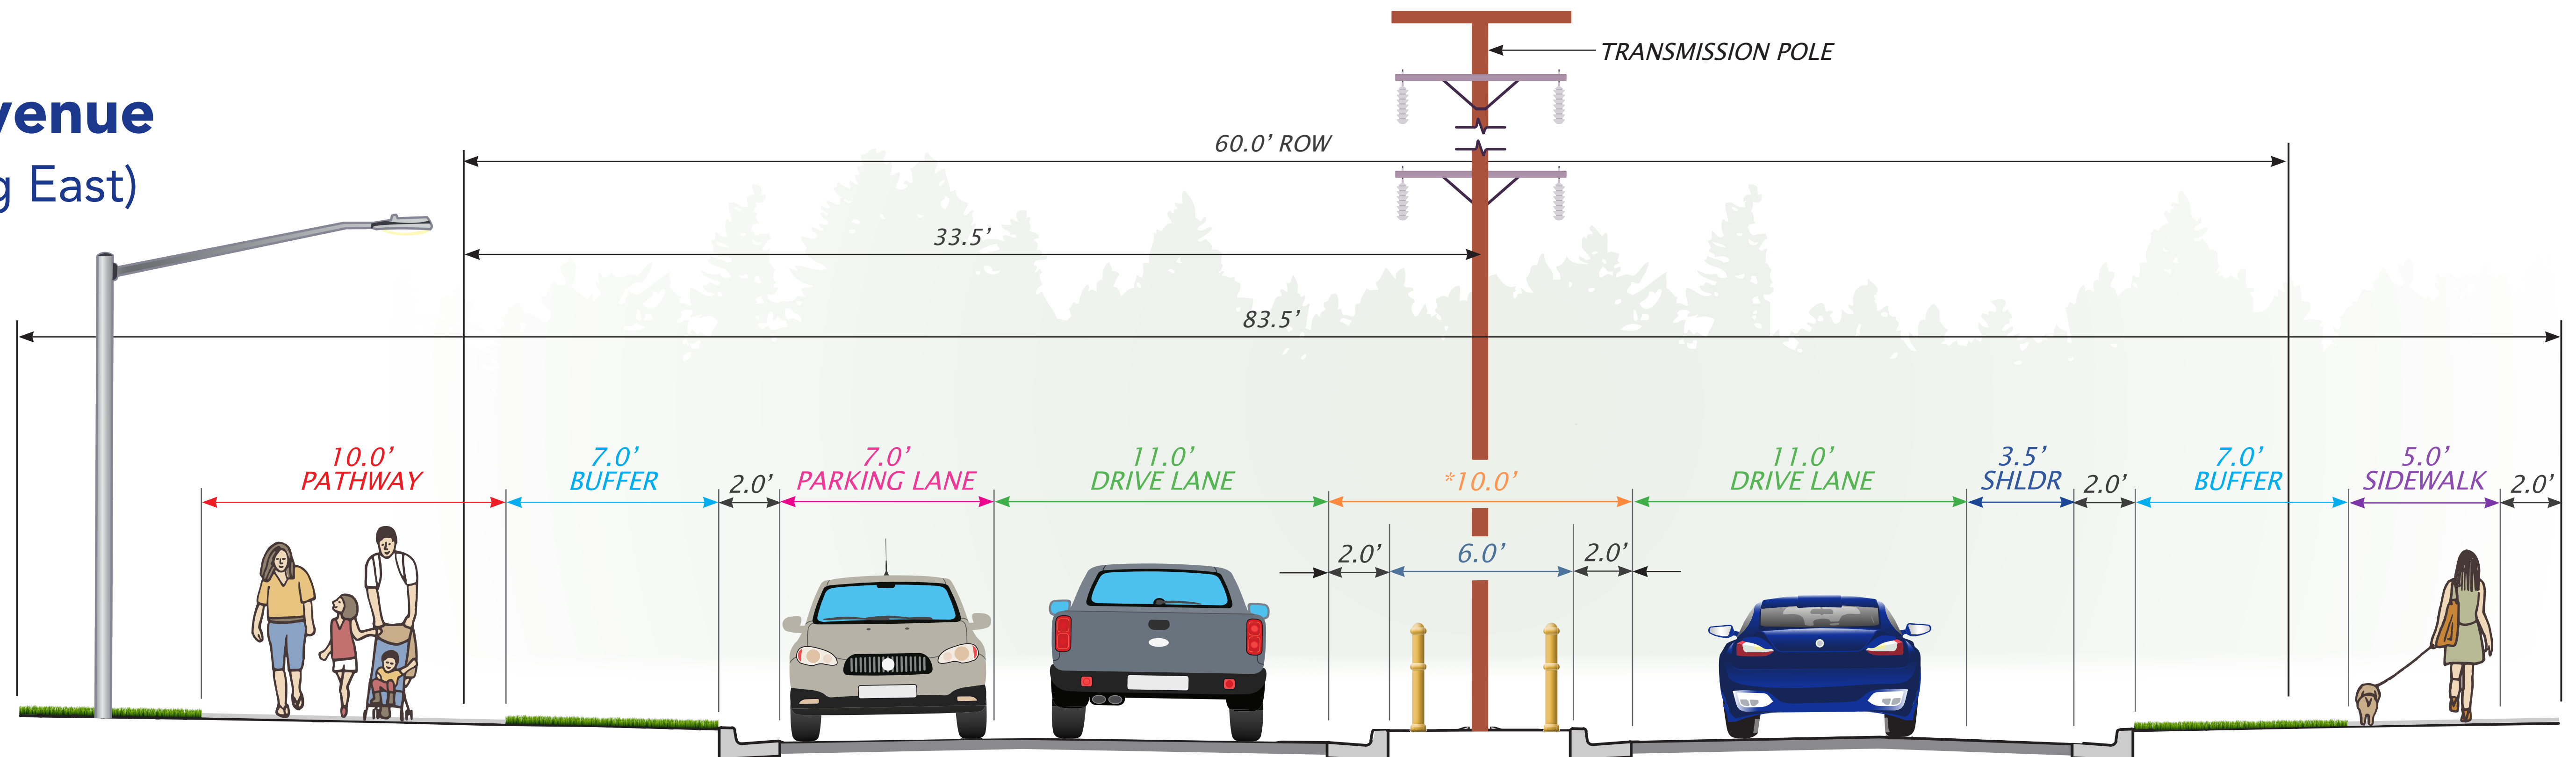 venue
g East)
TRANSMISSION POLE
60.0’ ROW
33.5’
83.5’
10.0’
PATHWAY
7.0’
BUFFER
2.0’
7.0’
PARKING LANE
11.0’
DRIVE LANE
*10.0’
11.0’
DRIVE LANE
3.5’
SHLDR
2.0’
7.0’
BUFFER
5.0’
SIDEWALK
2.0’
2.0’
6.0’
2.0’